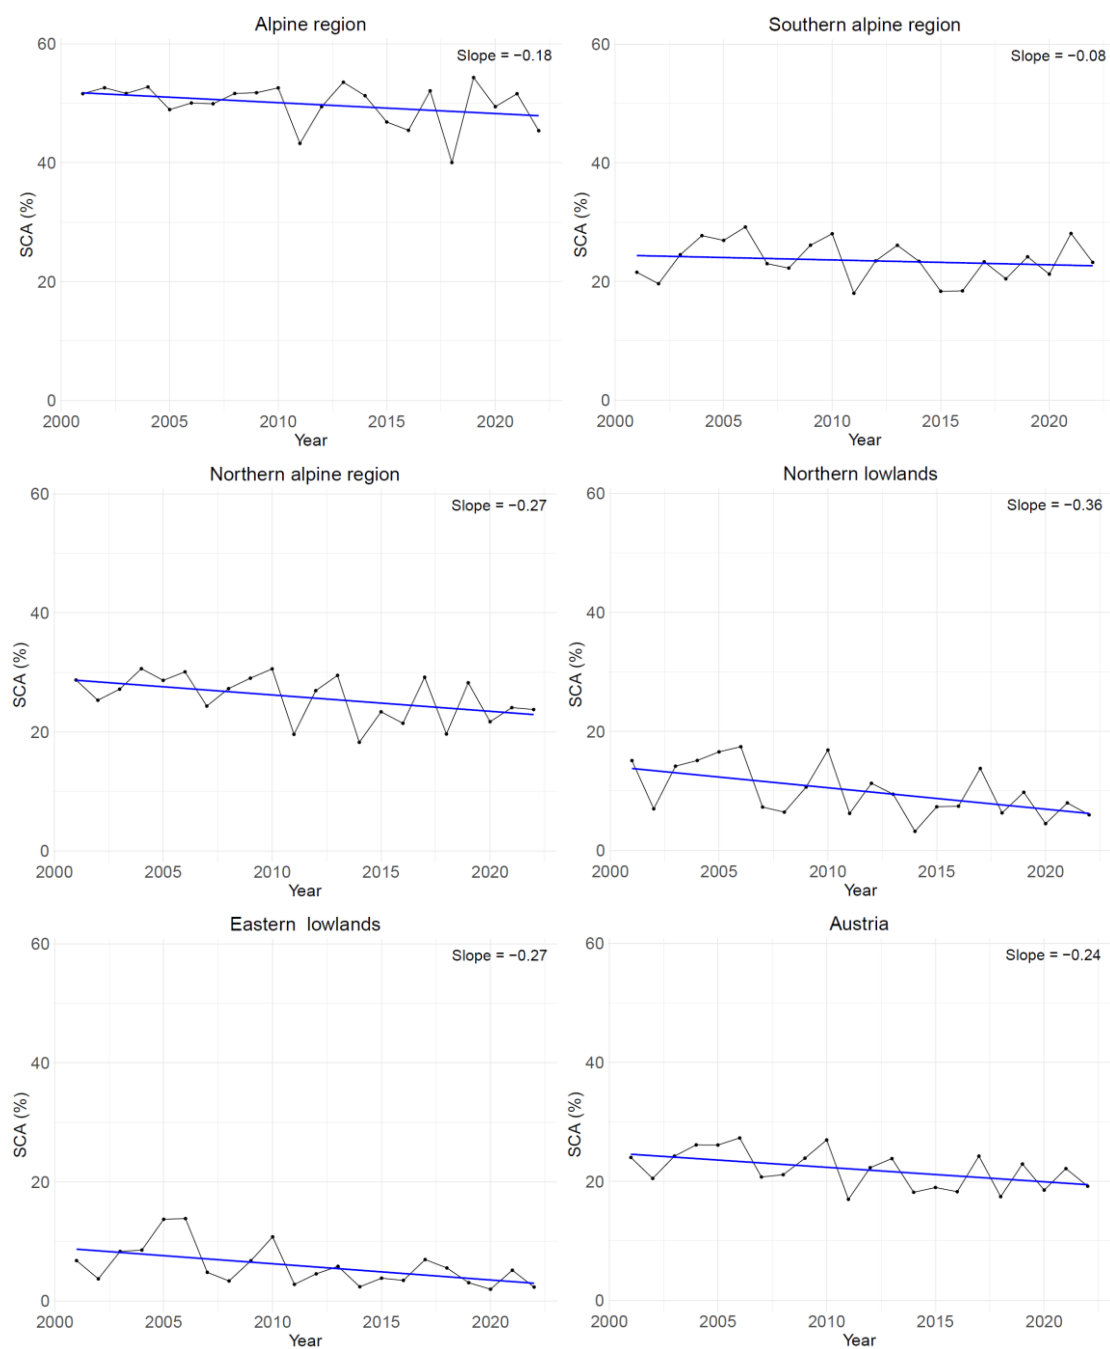 Alpine region
Slope = −0.18
SCA (%)
60
40
20
0
2000 2005 2010 2015 2020
Year
Southern alpine region
Slope = −0.08
SCA (%)
60
40
20
0
2000 2005 2010 2015 2020
Year
Northern alpine region
Slope = −0.27
SCA (%)
60
40
20
0
2000 2005 2010 2015 2020
Year
Northern lowlands
Slope = −0.36
SCA (%)
60
40
20
0
2000 2005 2010 2015 2020
Year
Eastern  lowlands
Slope = −0.27
SCA (%)
60
40
20
0
2000 2005 2010 2015 2020
Year
Austria
Slope = −0.24
SCA (%)
60
40
20
0
2000 2005 2010 2015 2020
Year